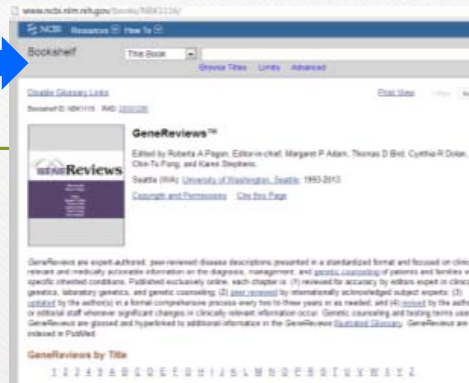 www.ncbi.nlm.nih.gov/books/NBK1116/
NCBI Resources How To
Bookshelf This Book
Browse Titles Limits Advanced
Disable Glossary Links Print View
Bookshelf ID: NBK1116 PMID:
GeneReviews™
Edited by Roberta A Pagon, Editor-in-chief, Margaret P Adam, Thomas D Bird, Cynthia R Dolan,
Chin-To Fong, and Karen Stephens.
Seattle (WA): University of Washington, Seattle; 1993-2013.
Copyright and Permissions Cite this Page
GENEReviews
GeneReviews are expert-authored, peer-reviewed disease descriptions presented in a standardized format and focused on clinic
relevant and medically actionable information on the diagnosis, management, and genetic counseling of patients and families w
specific inherited conditions. Published exclusively online, each chapter is: (1) reviewed for accuracy by editors expert in clinica
genetics, laboratory genetics, and genetic counseling; (2) peer reviewed by internationally acknowledged subject experts; (3)
updated by the author(s) in a formal comprehensive process every two to three years or as needed; and (4) revised by the autho
or editorial staff whenever significant changes in clinically relevant information occur. Genetic counseling and testing terms used
GeneReviews are glossed and hyperlinked to additional information in the GeneReviews Illustrated Glossary. GeneReviews are
indexed in PubMed
GeneReviews by Title
1 2 3 4 5 A B C D E F G H I J K L M N O P R S T U V W X Y Z